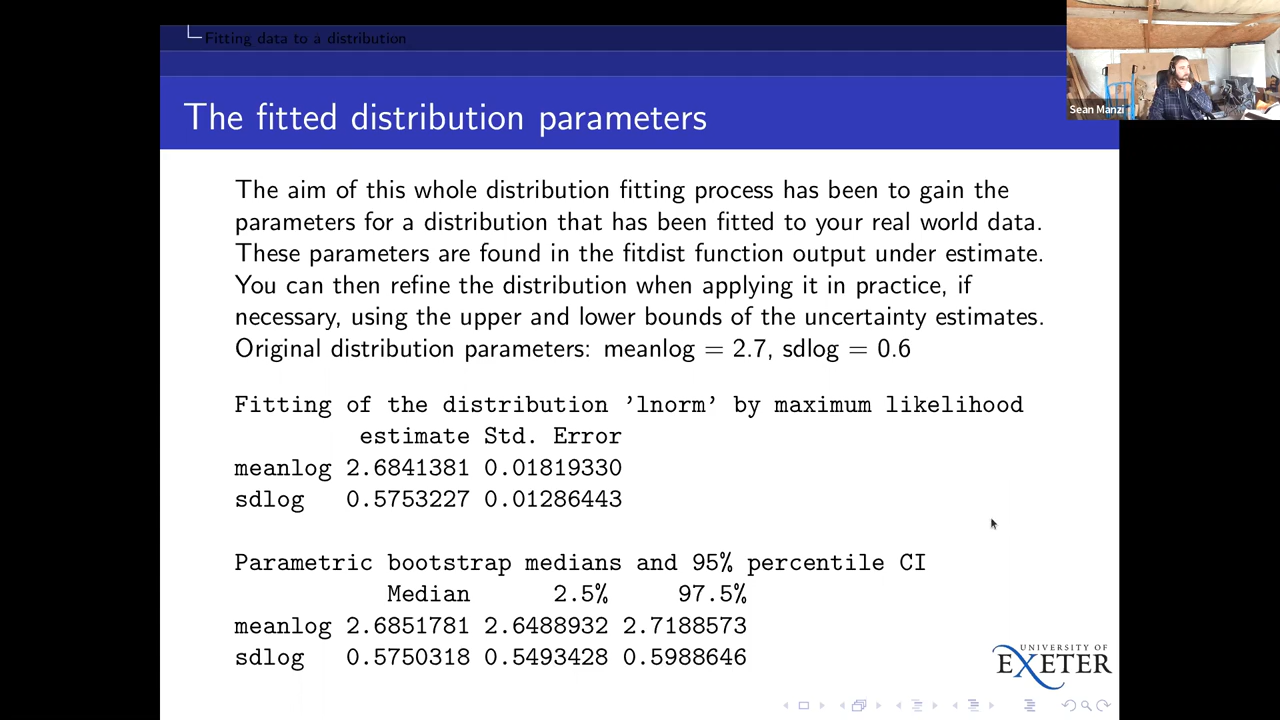 Fitting data to a distribution
Sean Manzi
The fitted distribution parameters
The aim of this whole distribution fitting process has been to gain the
parameters for a distribution that has been fitted to your real world data.
These parameters are found in the fitdist function output under estimate.
You can then refine the distribution when applying it in practice, if
necessary, using the upper and lower bounds of the uncertainty estimates.
Original distribution parameters: meanlog = 2.7, sdlog = 0.6
Fitting of the distribution 'lnorm' by maximum likelihood
estimate Std. Error
meanlog 2.6841381 0.01819330
sdlog 0.5753227 0.01286443
Parametric bootstrap medians and 95% percentile CI
Median 2.5% 97.5%
meanlog 2.6851781 2.6488932 2.7188573
sdlog 0.5750318 0.5493428 0.5988646
UNIVERSITY OF
EXETER